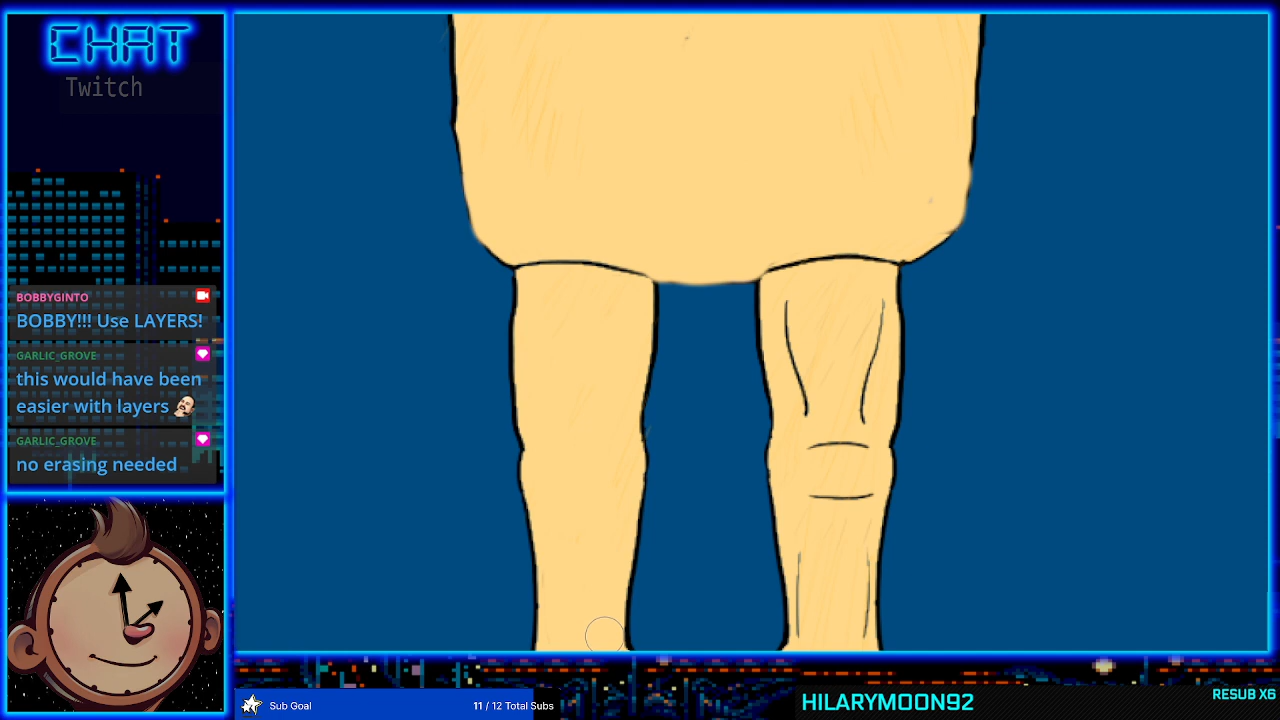 CHAT
Twitch
BOBBYGINTO
BOBBY!!! Use LAYERS!
GARLIC_GROVE
this would have been
easier with layers
GARLIC_GROVE
no erasing needed
Sub Goal
11 / 12 Total Subs
HILARYMOON92
RESUB X6